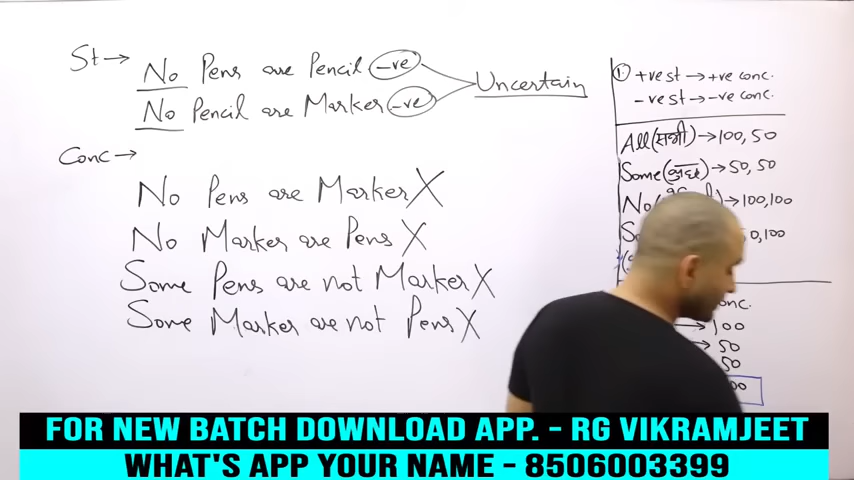 St → No Pens are Pencil -ve
No Pencil are Marker -ve
Uncertain
Conc →
No Pens are Marker X
No Marker are Pens X
Some Pens are not Marker X
Some Marker are not Pens X
1. +ve st → +ve conc.
-ve st → -ve conc.
All (सभी) → 100, 50
Some (कुछ) → 50, 50
No → 100, 100
0, 100
onc.
→ 100
→ 50
50
00
FOR NEW BATCH DOWNLOAD APP. - RG VIKRAMJEET
WHAT'S APP YOUR NAME - 8506003399